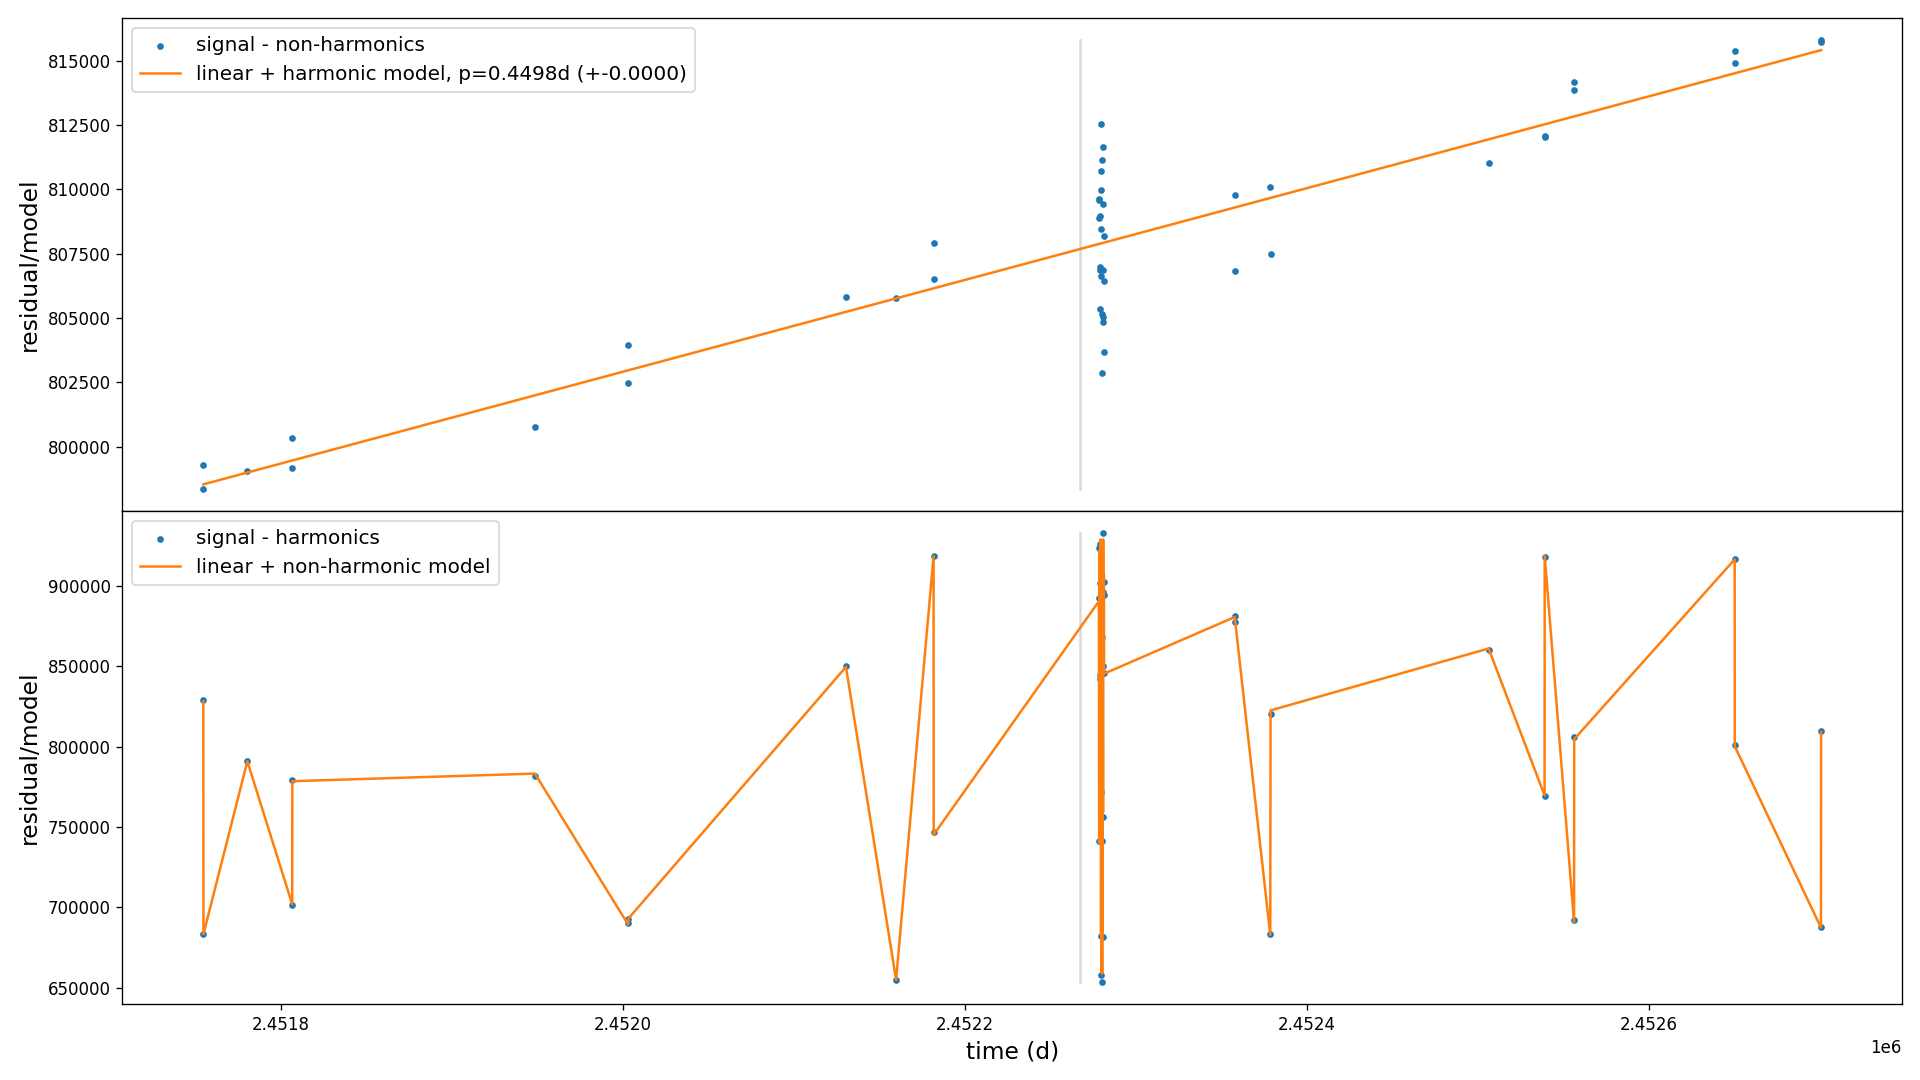 signal - non-harmonics
linear + harmonic model, p=0.4498d (+-0.0000)
815000
812500
810000
807500
805000
802500
800000
residual/model
signal - harmonics
linear + non-harmonic model
900000
850000
800000
750000
700000
650000
residual/model
2.4518
2.4520
2.4522
2.4524
2.4526
1e6
time (d)